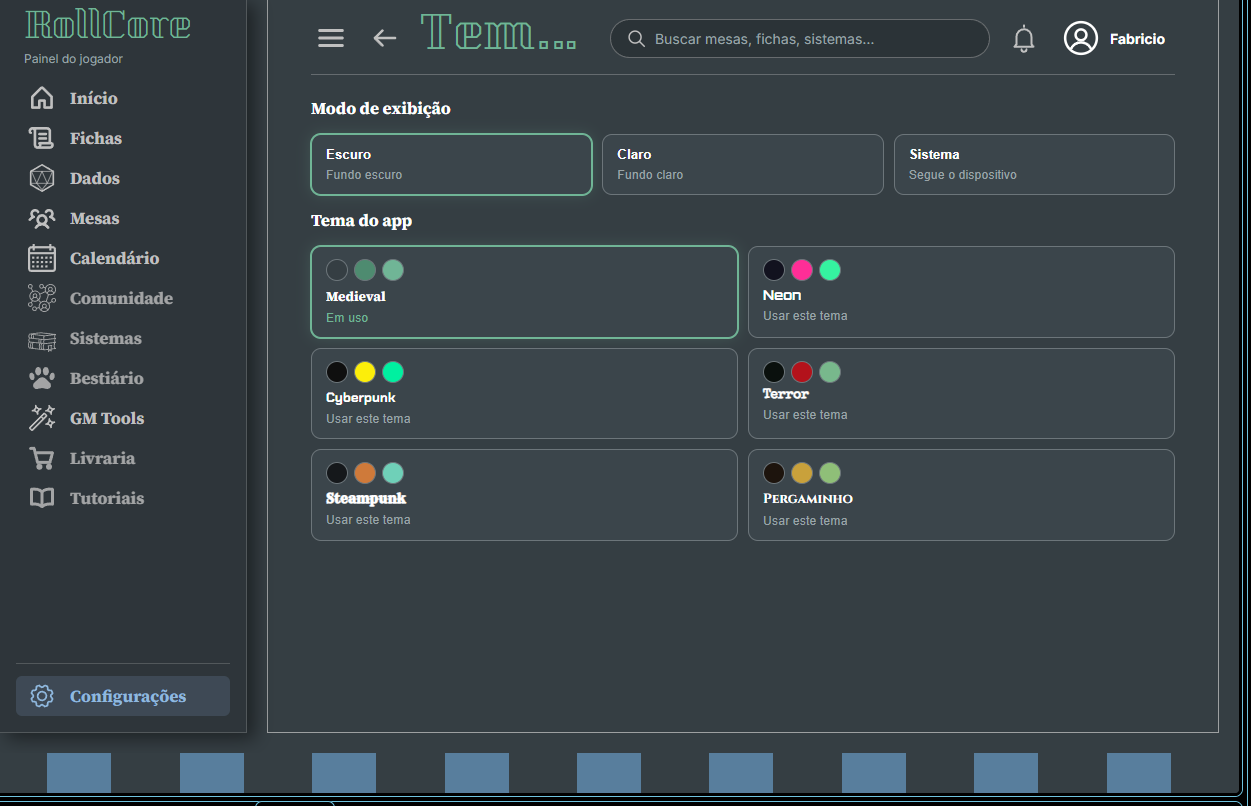 RollCore
Painel do jogador
Início
Fichas
Dados
Mesas
Calendário
Comunidade
Sistemas
Bestiário
GM Tools
Livraria
Tutoriais
Configurações
Tem...
Buscar mesas, fichas, sistemas...
Fabricio
Modo de exibição
Escuro
Fundo escuro
Claro
Fundo claro
Sistema
Segue o dispositivo
Tema do app
Medieval
Em uso
Neon
Usar este tema
Cyberpunk
Usar este tema
Terror
Usar este tema
Steampunk
Usar este tema
Pergaminho
Usar este tema